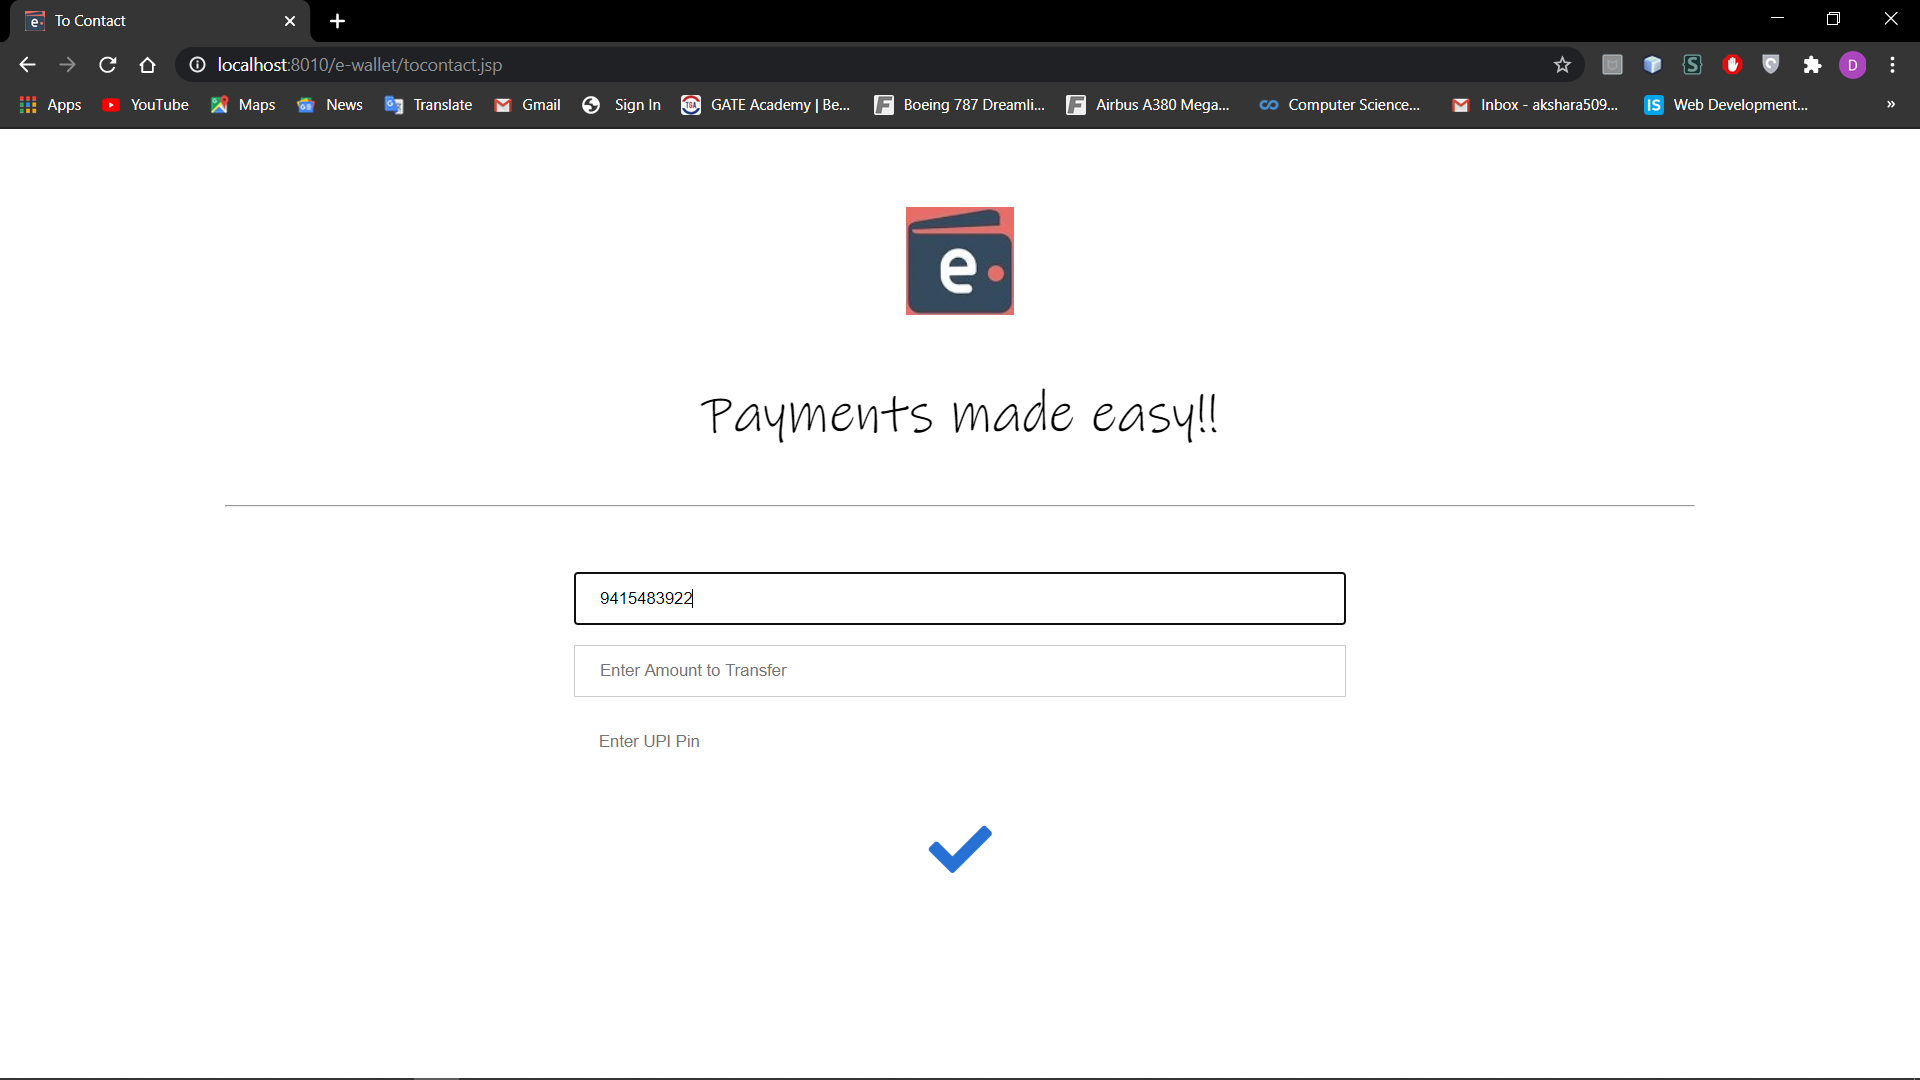 To Contact
localhost:8010/e-wallet/tocontact.jsp
D
Apps YouTube Maps News Translate Gmail Sign In GATE Academy | Be... Boeing 787 Dreamli... Airbus A380 Mega... Computer Science... Inbox - akshara509... IS Web Development... »
e
Payments made easy!!
9415483922
Enter Amount to Transfer
Enter UPI Pin